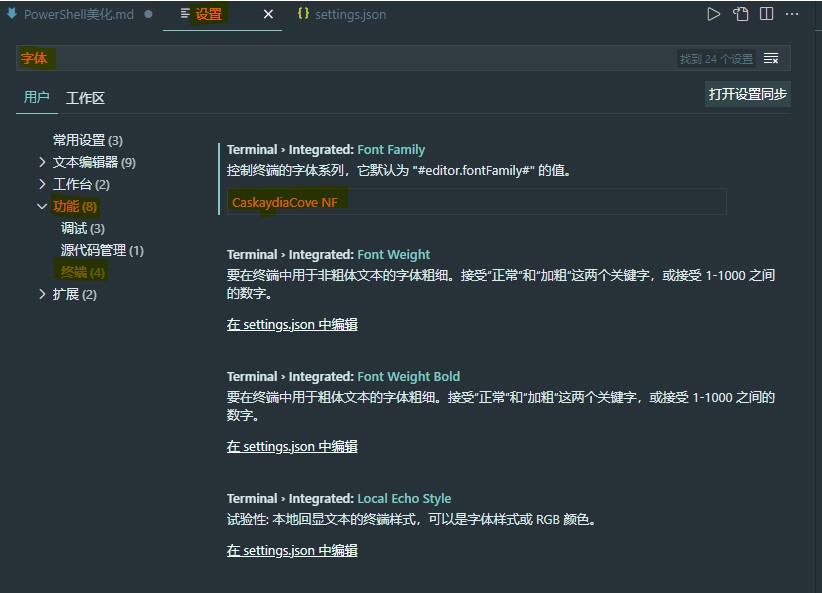 PowerShell美化.md
设置
settings.json
字体
找到 24 个设置
用户
工作区
打开设置同步
常用设置 (3)
文本编辑器 (9)
工作台 (2)
功能 (8)
调试 (3)
源代码管理 (1)
终端 (4)
扩展 (2)
Terminal › Integrated: Font Family
控制终端的字体系列，它默认为 "#editor.fontFamily#" 的值。
CaskaydiaCove NF
Terminal › Integrated: Font Weight
要在终端中用于非粗体文本的字体粗细。接受"正常"和"加粗"这两个关键字，或接受 1-1000 之间
的数字。
在 settings.json 中编辑
Terminal › Integrated: Font Weight Bold
要在终端中用于粗体文本的字体粗细。接受"正常"和"加粗"这两个关键字，或接受 1-1000 之间的
数字。
在 settings.json 中编辑
Terminal › Integrated: Local Echo Style
试验性: 本地回显文本的终端样式，可以是字体样式或 RGB 颜色。
在 settings.json 中编辑